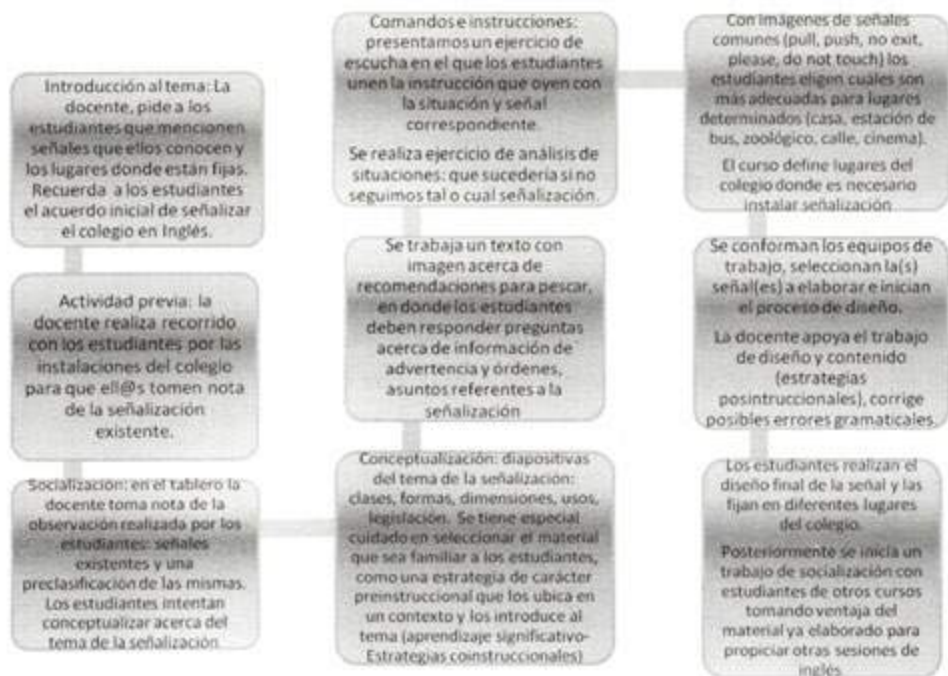 Introducción al tema: La
docente, pide a los
estudiantes que mencionen
señales que ellos conocen y
los lugares donde están fijas.
Recuerda a los estudiantes
el acuerdo inicial de señalizar
el colegio en Inglés.
Actividad previa: la
docente realiza recorrido
con los estudiantes por las
instalaciones del colegio
para que ell@s tomen nota
de la señalización
existente.
Socialización: en el tablero la
docente toma nota de la
observación realizada por los
estudiantes: señales
existentes y una
preclasificación de las mismas.
Los estudiantes intentan
conceptualizar acerca del
tema de la señalización
Conceptualización: diapositivas
del tema de la señalización:
clases, formas, dimensiones, usos,
legislación. Se tiene especial
cuidado en seleccionar el material
que sea familiar a los estudiantes,
como una estrategia de carácter
preinstruccional que los ubica en
un contexto y los introduce al
tema (aprendizaje significativo-
Estrategias coinstruccionales)
Se trabaja un texto con
imagen acerca de
recomendaciones para pescar,
en donde los estudiantes
deben responder preguntas
acerca de información de
advertencia y órdenes,
asuntos referentes a la
señalización
Comandos e instrucciones:
presentamos un ejercicio de
escucha en el que los estudiantes
unen la instrucción que oyen con
la situación y señal
correspondiente.
Se realiza ejercicio de análisis de
situaciones: que sucedería si no
seguimos tal o cual señalización.
Con imágenes de señales
comunes (pull, push, no exit,
please, do not touch) los
estudiantes eligen cuales son
más adecuadas para lugares
determinados (casa, estación de
bus, zoológico, calle, cinema).
El curso define lugares del
colegio donde es necesario
instalar señalización
Se conforman los equipos de
trabajo, seleccionan la(s)
señal(es) a elaborar e inician
el proceso de diseño.
La docente apoya el trabajo
de diseño y contenido
(estrategias
posintruccionales), corrige
posibles errores gramaticales.
Los estudiantes realizan el
diseño final de la señal y las
fijan en diferentes lugares
del colegio.
Posteriormente se inicia un
trabajo de socialización con
estudiantes de otros cursos
tomando ventaja del
material ya elaborado para
propiciar otras sesiones de
inglés